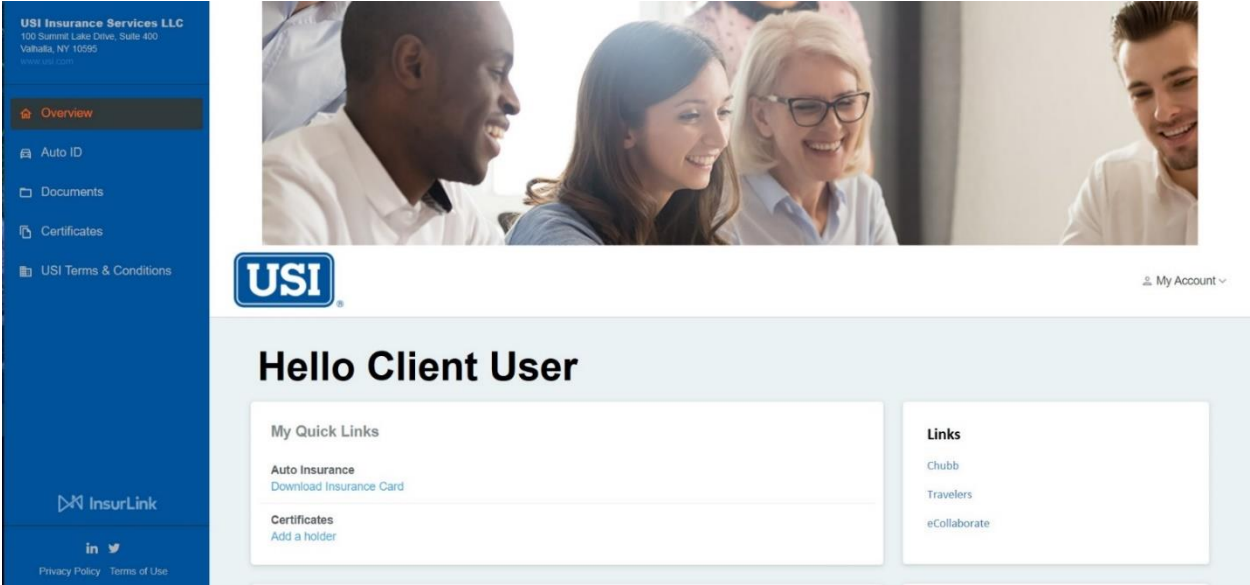 USI Insurance Services LLC
100 Summit Lake Drive, Suite 400
Valhalla, NY 10595
www.usi.com
Overview
Auto ID
Documents
Certificates
USI Terms & Conditions
InsurLink
in
Privacy Policy Terms of Use
USI
®
My Account
Hello Client User
My Quick Links
Auto Insurance
Download Insurance Card
Certificates
Add a holder
Links
Chubb
Travelers
eCollaborate